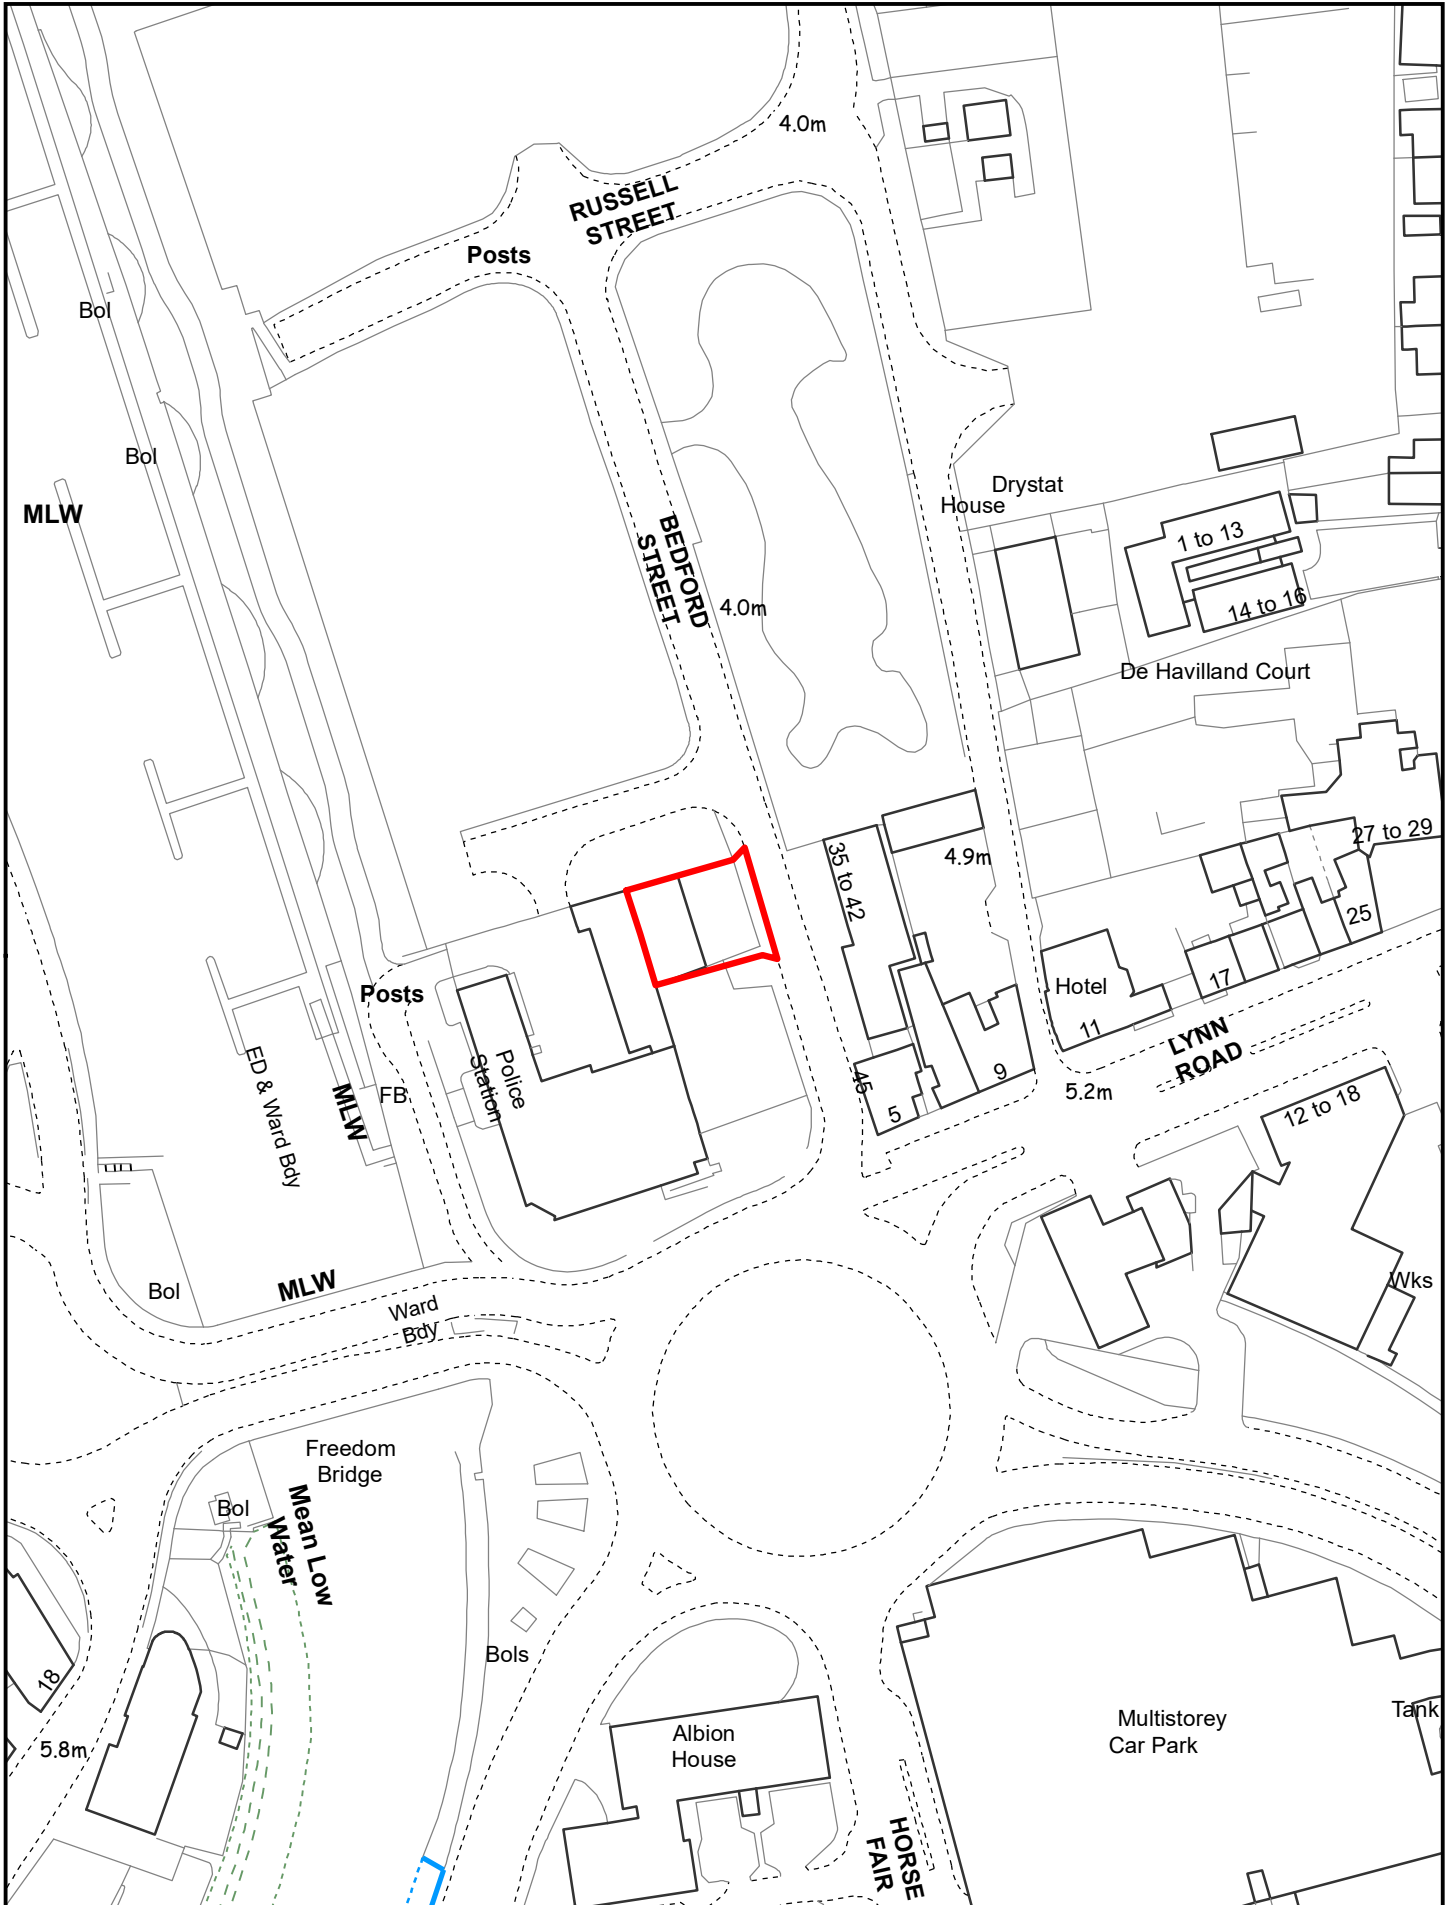 4.0m
RUSSELL
STREET
Posts
Bol
Bol
MLW
Drystat
House
1 to 13
BEDFORD
STREET
14 to 16
4.0m
De Havilland Court
27 to 29
35 to 42
4.9m
25
Posts
Hotel
17
11
LYNN
ROAD
Police
Station
ED & Ward Bdy
MLW
FB
45
5
9
5.2m
12 to 18
Bol
MLW
Ward
Bdy
Wks
Freedom
Bridge
Bol
Mean Low
Water
Bols
18
5.8m
Albion
House
Multistorey
Car Park
Tank
HORSE
FAIR